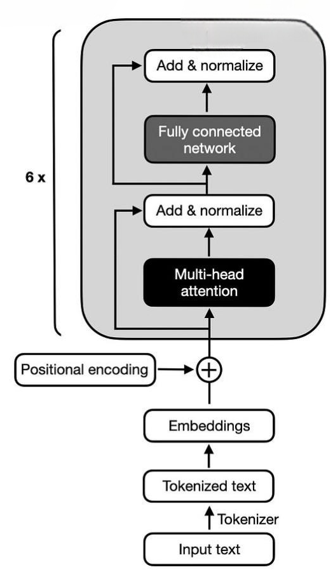 Add & normalize
Fully connected
network
6 x
Add & normalize
Multi-head
attention
Positional encoding
+
Embeddings
Tokenized text
Tokenizer
Input text